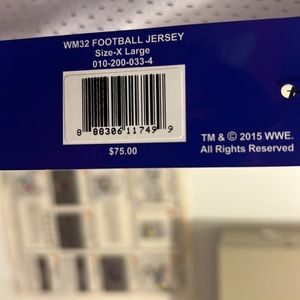 WM32 FOOTBALL JERSEY
Size-X Large
010-200-033-4
8 88306 11749 9
$75.00
TM & © 2015 WWE.
All Rights Reserved